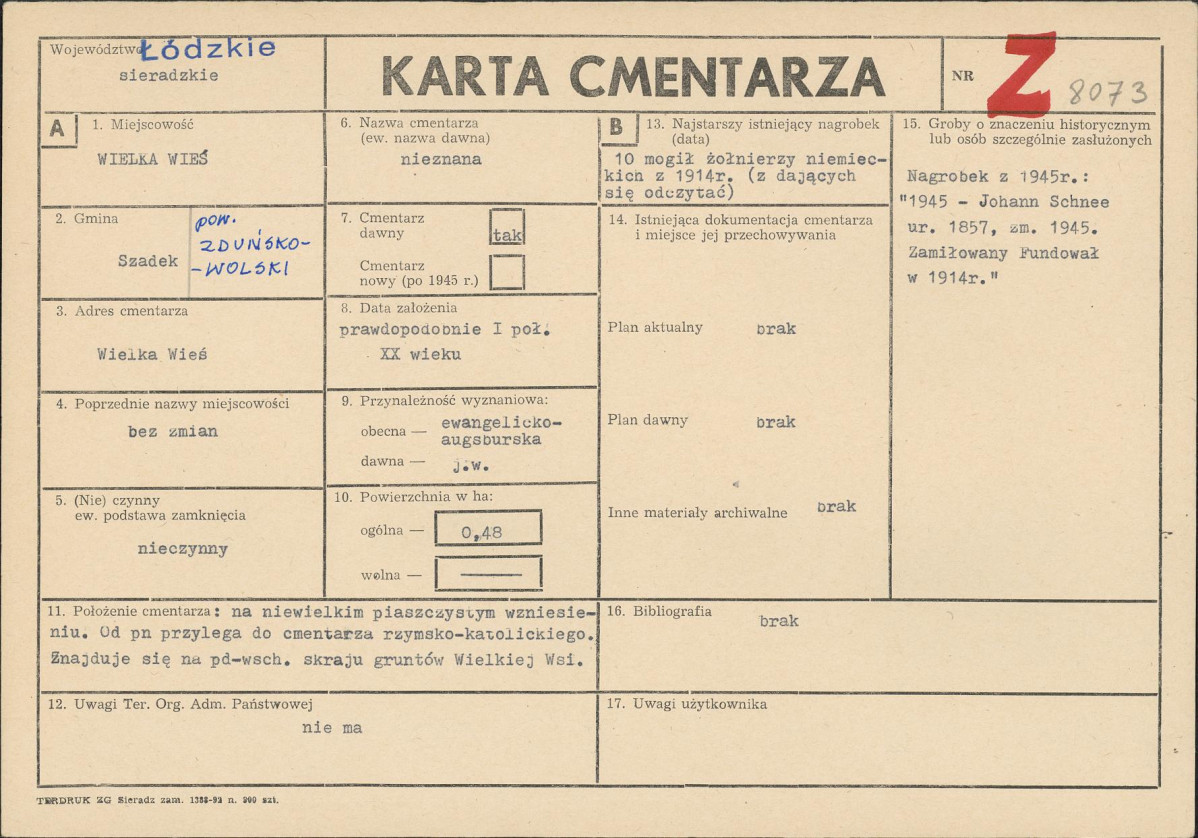 Województwo Łódzkie
sieradzkie
KARTA CMENTARZA
NR Z 8073
A
1. Miejscowość
WIELKA WIEŚ
2. Gmina
Szadek
pow.
ZDUŃSKO-
-WOLSKI
3. Adres cmentarza
Wielka Wieś
4. Poprzednie nazwy miejscowości
bez zmian
5. (Nie) czynny
ew. podstawa zamknięcia
nieczynny
6. Nazwa cmentarza
(ew. nazwa dawna)
nieznana
7. Cmentarz
dawny tak
Cmentarz
nowy (po 1945 r.)
8. Data założenia
prawdopodobnie I poł.
XX wieku
9. Przynależność wyznaniowa:
obecna — ewangelicko-
augsburska
dawna — j.w.
10. Powierzchnia w ha:
ogólna — 0,48
wolna — ———
11. Położenie cmentarza: na niewielkim piaszczystym wzniesie-
niu. Od pn przylega do cmentarza rzymsko-katolickiego.
Znajduje się na pd-wsch. skraju gruntów Wielkiej Wsi.
12. Uwagi Ter. Org. Adm. Państwowej
nie ma
B
13. Najstarszy istniejący nagrobek
(data)
10 mogił żołnierzy niemiec-
kich z 1914r. (z dających
się odczytać)
14. Istniejąca dokumentacja cmentarza
i miejsce jej przechowywania
Plan aktualny brak
Plan dawny brak
Inne materiały archiwalne brak
15. Groby o znaczeniu historycznym
lub osób szczególnie zasłużonych
Nagrobek z 1945r.:
"1945 - Johann Schnee
ur. 1857, zm. 1945.
Zamiłowany Fundował
w 1914r."
16. Bibliografia
brak
17. Uwagi użytkownika
TERDRUK ZG Sieradz zam. 1388-92 n. 900 szt.